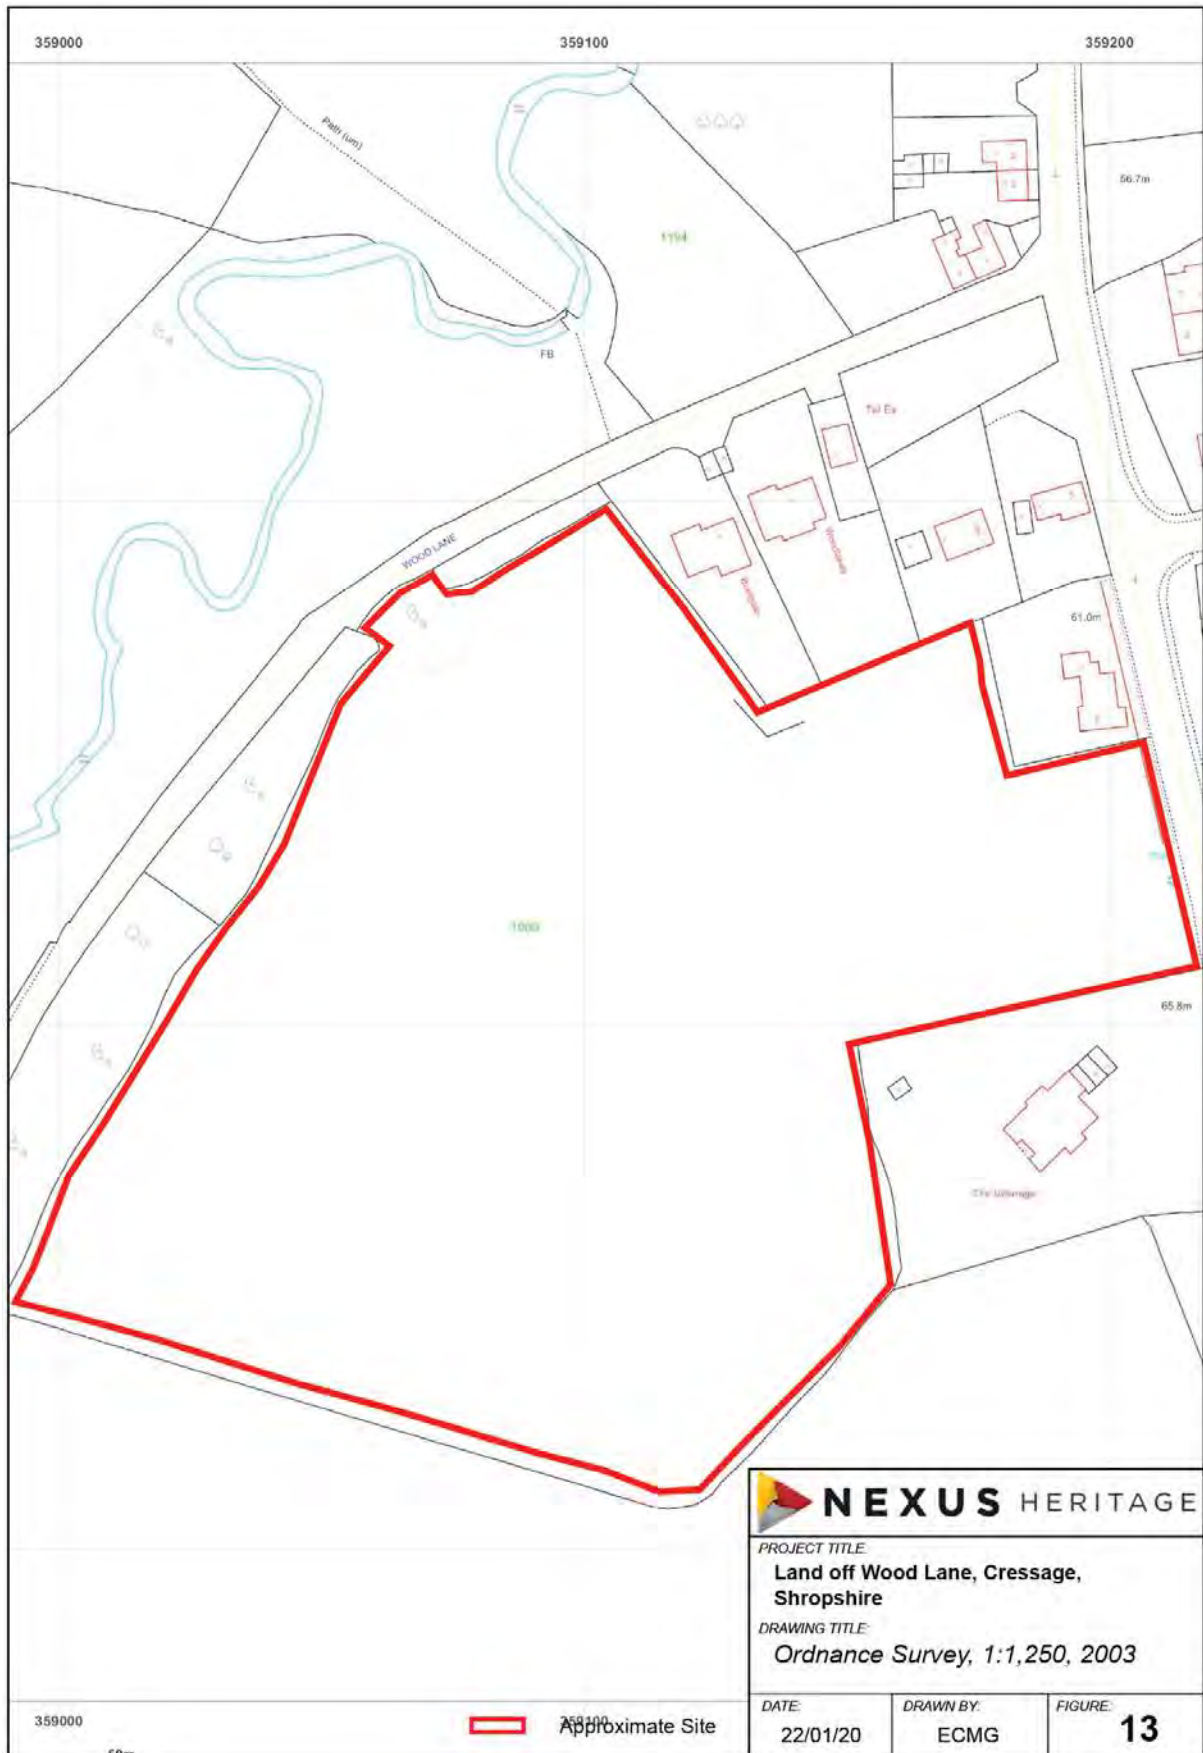 359000
359100
359200
Path (um)
56.7m
1194
FB
Tel Ex
WOOD LANE
61.0m
65.8m
NEXUS HERITAGE
PROJECT TITLE:
Land off Wood Lane, Cressage,
Shropshire
DRAWING TITLE:
Ordnance Survey, 1:1,250, 2003
DATE:
22/01/20
DRAWN BY:
ECMG
FIGURE:
13
359000
359100
Approximate Site